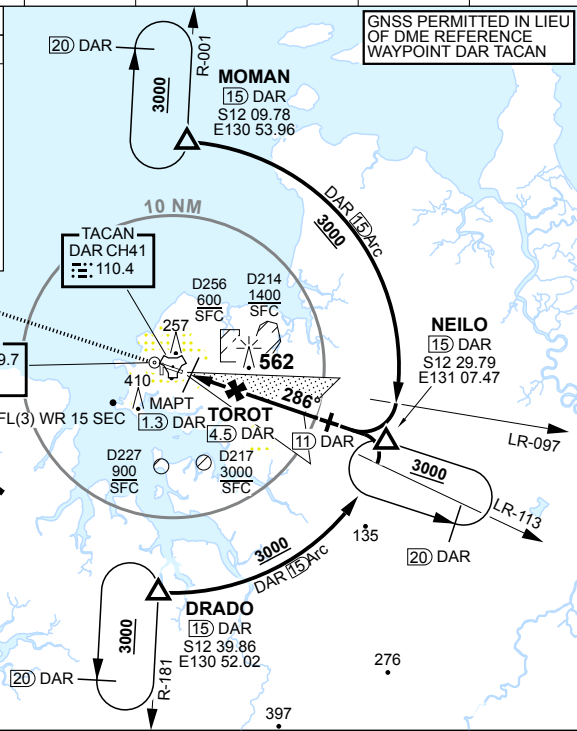 GNSS PERMITTED IN LIEU
OF DME REFERENCE
WAYPOINT DAR TACAN
20 DAR
R-001
3000
MOMAN
15 DAR
S12 09.78
E130 53.96
DAR 15 Arc
3000
10 NM
TACAN
DAR CH41
110.4
D256
600
SFC
D214
1400
SFC
257
562
NEILO
15 DAR
S12 29.79
E131 07.47
9.7
410
MAPT
1.3 DAR
FL(3) WR 15 SEC
TOROT
4.5 DAR
286°
11 DAR
LR-097
D227
900
SFC
D217
3000
SFC
3000
LR-113
20 DAR
135
3000
DAR 15 Arc
DRADO
15 DAR
S12 39.86
E130 52.02
3000
20 DAR
R-181
276
397